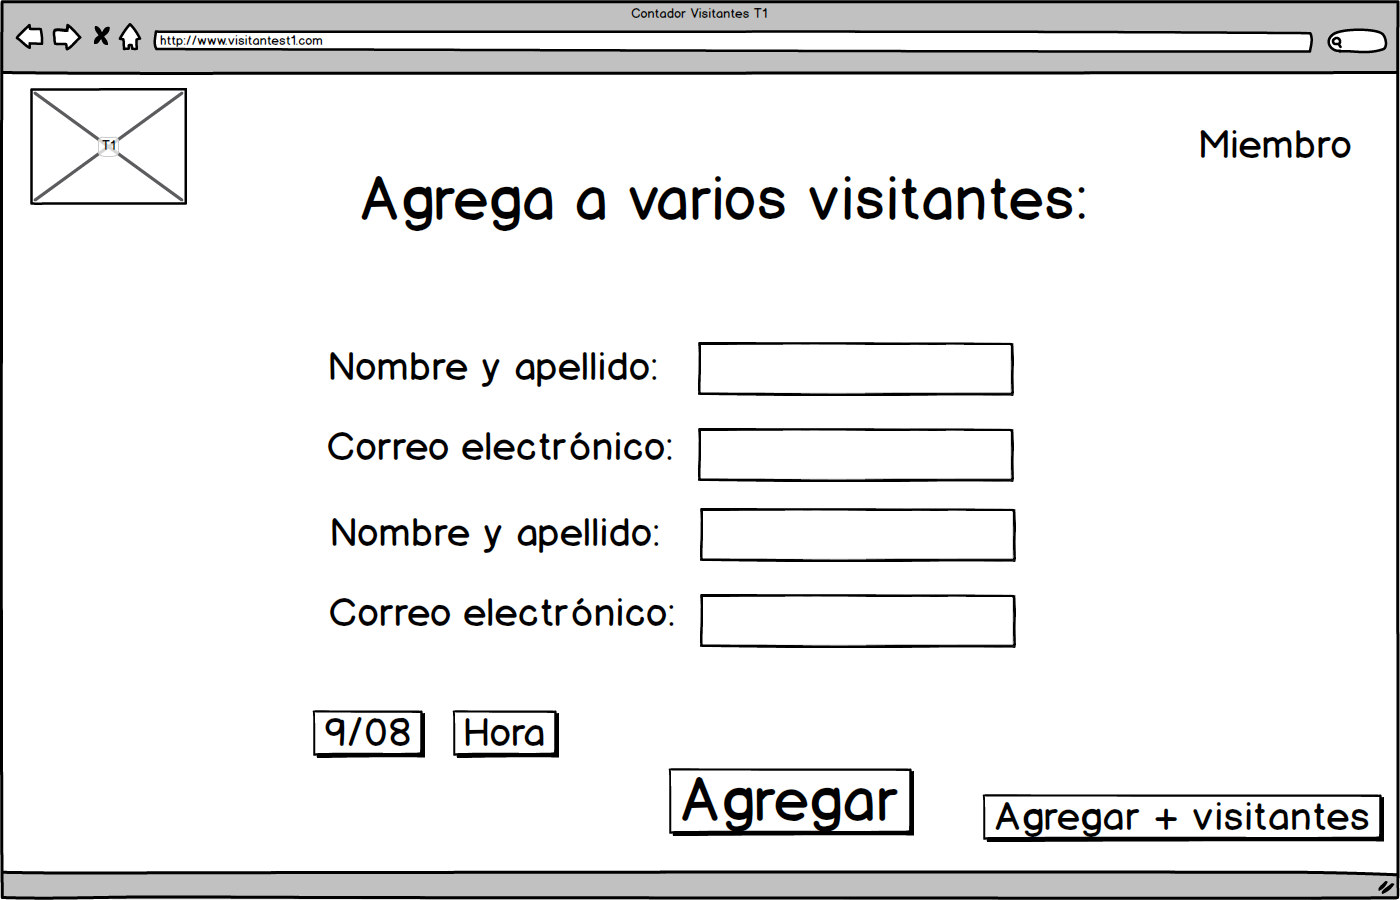 Contador Visitantes T1
http://www.visitantest1.com
T1
Miembro
Agrega a varios visitantes:
Nombre y apellido:
Correo electrónico:
Nombre y apellido:
Correo electrónico:
9/08
Hora
Agregar
Agregar + visitantes